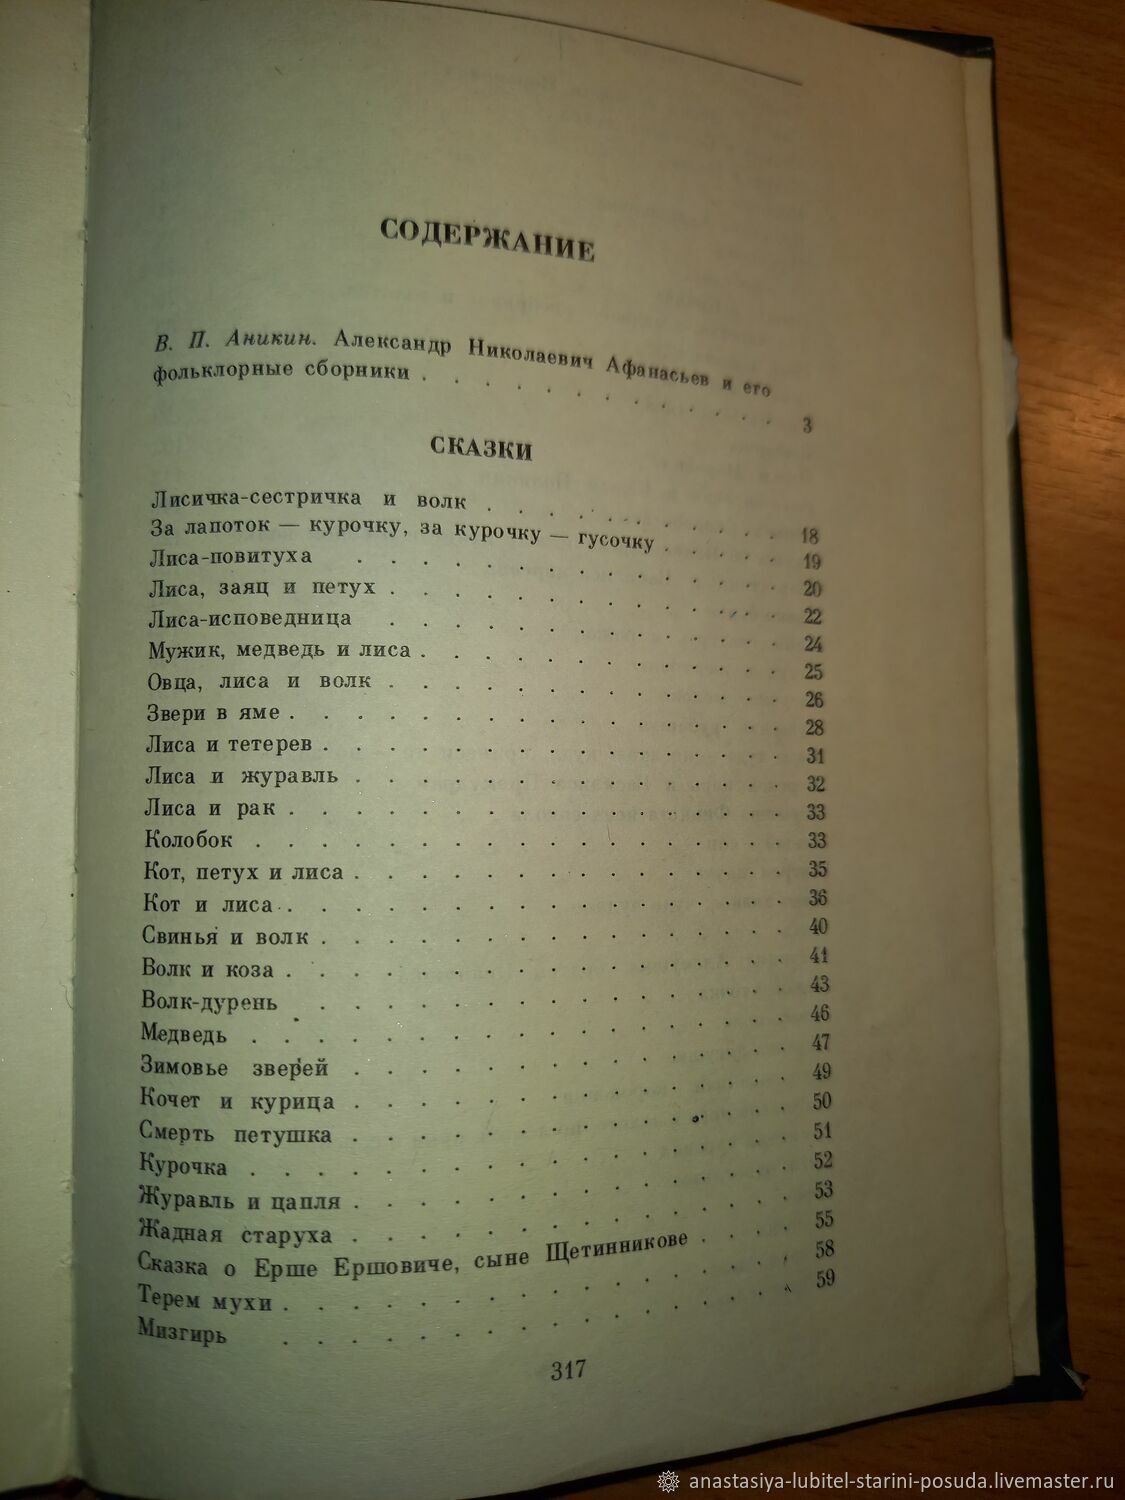 СОДЕРЖАНИЕ
В. П. Аникин. Александр Николаевич Афанасьев и его
фольклорные сборники . . . . . . . . . . . . 3
СКАЗКИ
Лисичка-сестричка и волк . . . . . . . . . . 18
За лапоток — курочку, за курочку — гусочку . . . . 19
Лиса-повитуха . . . . . . . . . . . . . 20
Лиса, заяц и петух . . . . . . . . . . . . 22
Лиса-исповедница . . . . . . . . . . . . 24
Мужик, медведь и лиса . . . . . . . . . . . 25
Овца, лиса и волк . . . . . . . . . . . . 26
Звери в яме . . . . . . . . . . . . . . 28
Лиса и тетерев . . . . . . . . . . . . . 31
Лиса и журавль . . . . . . . . . . . . . 32
Лиса и рак . . . . . . . . . . . . . . 33
Колобок . . . . . . . . . . . . . . . 33
Кот, петух и лиса . . . . . . . . . . . . 35
Кот и лиса . . . . . . . . . . . . . . 36
Свинья и волк . . . . . . . . . . . . . 40
Волк и коза . . . . . . . . . . . . . . 41
Волк-дурень . . . . . . . . . . . . . . 43
Медведь . . . . . . . . . . . . . . . 46
Зимовье зверей . . . . . . . . . . . . . 47
Кочет и курица . . . . . . . . . . . . . 49
Смерть петушка . . . . . . . . . . . . . 50
Курочка . . . . . . . . . . . . . . . 51
Журавль и цапля . . . . . . . . . . . . . 52
Жадная старуха . . . . . . . . . . . . . 53
Сказка о Ерше Ершовиче, сыне Щетинникове . . . . 55
Терем мухи . . . . . . . . . . . . . . 58
Мизгирь . . . . . . . . . . . . . . . 59
317
anastasiya-lubitel-starini-posuda.livemaster.ru